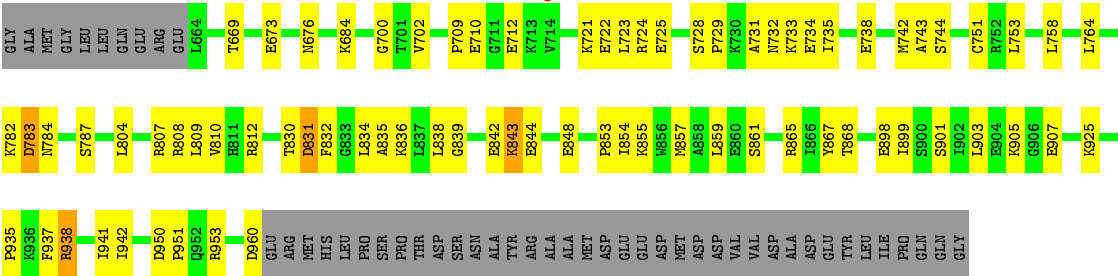 GLY ALA MET GLY LEU LEU GLN GLU ARG GLU L664 T669 E673 N676 K684 G700 T701 V702 P709 E710 G711 E712 K713 V714 K721 E722 L723 R724 E725 S728 P729 K730 A731 N732 K733 E734 I735 E738 M742 A743 S744 C751 R752 L753 L758 L764
K782 D783 N784 S787 L804 R807 R808 L809 V810 H811 R812 T830 D831 F832 G833 L834 A835 K836 L837 L838 G839 E842 K843 E844 E848 P853 I854 K855 W856 M857 A858 L859 E860 S861 R865 I866 Y867 T868 E898 I899 S900 S901 I902 L903 E904 K905 G906 E907 K925
P935 K936 F937 R938 I941 I942 D950 P951 Q952 R953 D960 GLU ARG MET HIS LEU PRO SER PRO THR ASP SER ASN ALA TYR ARG ALA ALA MET ASP GLU GLU ASP MET ASP ASP VAL VAL ASP ALA ASP GLU TYR LEU ILE PRO GLN GLN GLY